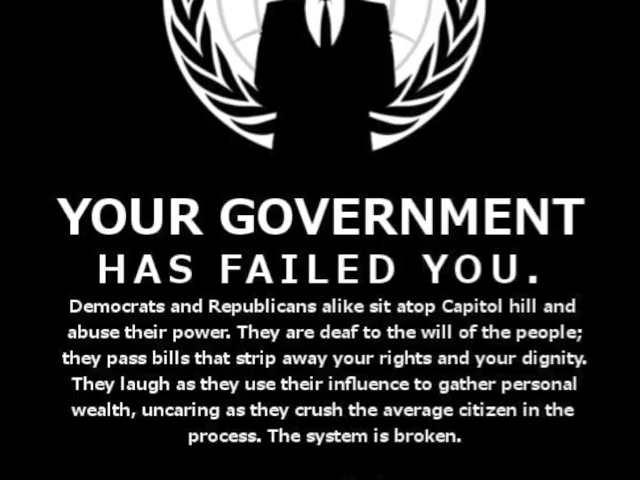 YOUR GOVERNMENT
HAS FAILED YOU.
Democrats and Republicans alike sit atop Capitol hill and
abuse their power. They are deaf to the will of the people;
they pass bills that strip away your rights and your dignity.
They laugh as they use their influence to gather personal
wealth, uncaring as they crush the average citizen in the
process. The system is broken.